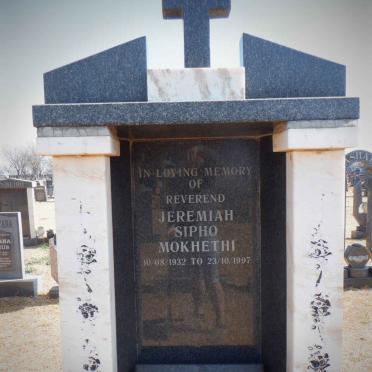 IN LOVING MEMORY
OF
REVEREND
JEREMIAH
SIPHO
MOKHETHI
10/08/1932 TO 23/10/1997